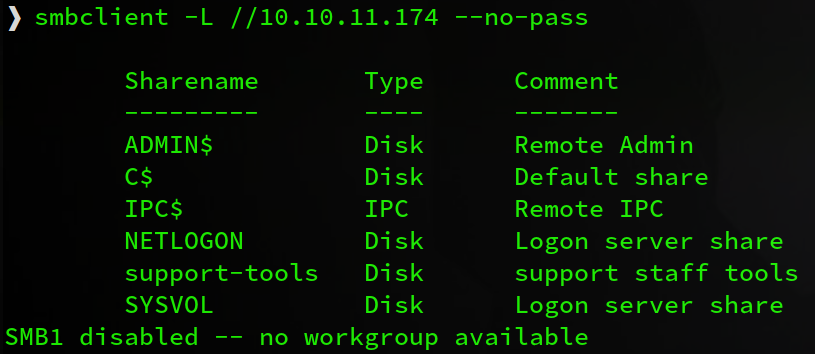 ❯ smbclient -L //10.10.11.174 --no-pass
Sharename Type Comment
--------- ---- -------
ADMIN$ Disk Remote Admin
C$ Disk Default share
IPC$ IPC Remote IPC
NETLOGON Disk Logon server share
support-tools Disk support staff tools
SYSVOL Disk Logon server share
SMB1 disabled -- no workgroup available